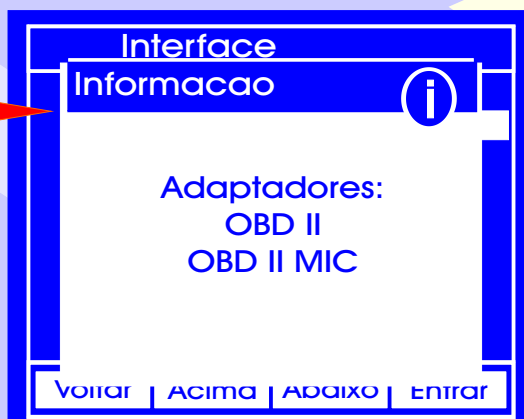 Interface
Informacao
i
Adaptadores:
OBD II
OBD II MIC
Voltar Acima Abaixo Entrar